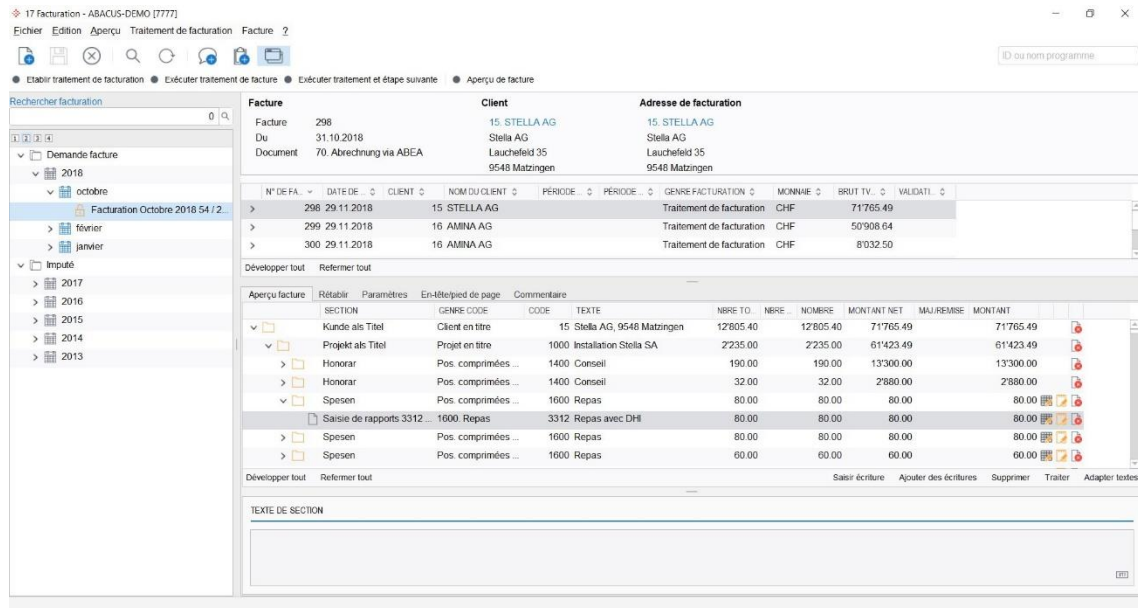 17 Facturation - ABACUS-DEMO [7777]
Fichier Edition Aperçu Traitement de facturation Facture ?
ID ou nom programme
Etablir traitement de facturation Exécuter traitement de facture Exécuter traitement et étape suivante Aperçu de facture
Rechercher facturation
0
1 2 3 4
Demande facture
2018
octobre
Facturation Octobre 2018 54 / 2...
février
janvier
Imputé
2017
2016
2015
2014
2013
Facture Client Adresse de facturation
Facture 298 15. STELLA AG 15. STELLA AG
Du 31.10.2018 Stella AG Stella AG
Document 70. Abrechnung via ABEA Lauchefeld 35 Lauchefeld 35
9548 Matzingen 9548 Matzingen
N° DE FA... DATE DE ... CLIENT NOM DU CLIENT PÉRIODE... PÉRIODE... GENRE FACTURATION MONNAIE BRUT TV... VALIDATI...
298 29.11.2018 15 STELLA AG Traitement de facturation CHF 71'765.49
299 29.11.2018 16 AMINA AG Traitement de facturation CHF 50'908.64
300 29.11.2018 16 AMINA AG Traitement de facturation CHF 8'032.50
Développer tout Refermer tout
Aperçu facture Rétablir Paramètres En-tête/pied de page Commentaire
SECTION GENRE CODE CODE TEXTE NBRE TO... NBRE ... NOMBRE MONTANT NET MAJ/REMISE MONTANT
Kunde als Titel Client en titre 15 Stella AG, 9548 Matzingen 12'805.40 12'805.40 71'765.49 71'765.49
Projekt als Titel Projet en titre 1000 Installation Stella SA 2'235.00 2'235.00 61'423.49 61'423.49
Honorar Pos. comprimées ... 1400 Conseil 190.00 190.00 13'300.00 13'300.00
Honorar Pos. comprimées ... 1400 Conseil 32.00 32.00 2'880.00 2'880.00
Spesen Pos. comprimées ... 1600 Repas 80.00 80.00 80.00 80.00
Saisie de rapports 3312 ... 1600. Repas 3312 Repas avec DHI 80.00 80.00 80.00 80.00
Spesen Pos. comprimées ... 1600 Repas 80.00 80.00 80.00 80.00
Spesen Pos. comprimées ... 1600 Repas 60.00 60.00 60.00 60.00
Développer tout Refermer tout Saisir écriture Ajouter des écritures Supprimer Traiter Adapter textes
TEXTE DE SECTION